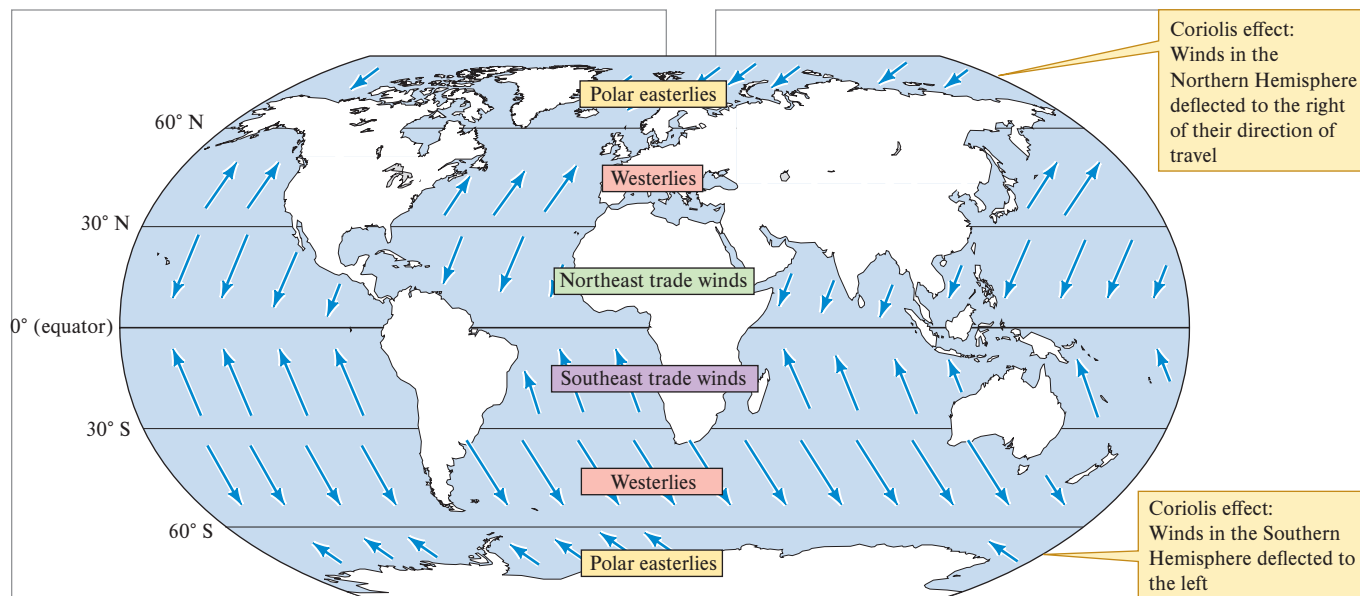 Coriolis effect:
Winds in the
Northern Hemisphere
deflected to the right
of their direction of
travel
Polar easterlies
60° N
Westerlies
30° N
Northeast trade winds
0° (equator)
Southeast trade winds
30° S
Westerlies
60° S
Polar easterlies
Coriolis effect:
Winds in the Southern
Hemisphere deflected to
the left